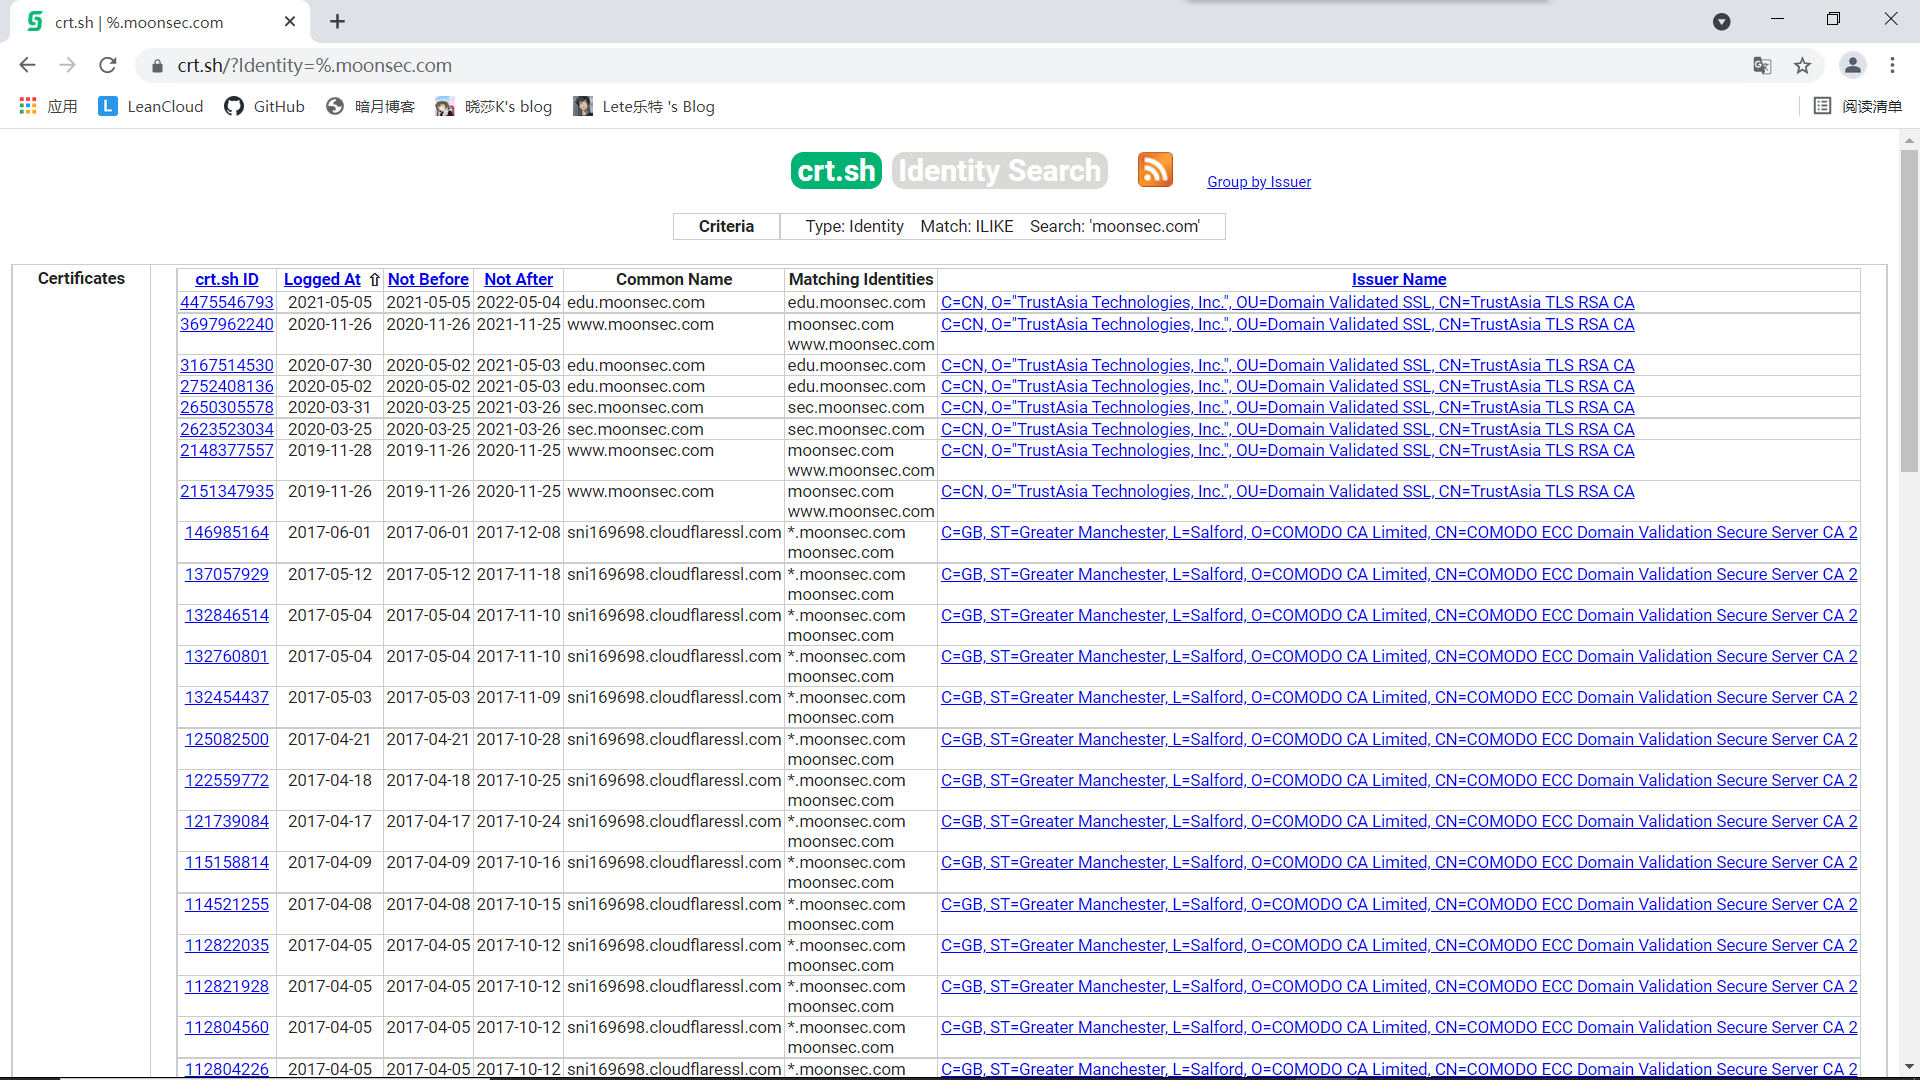 crt.sh | %.moonsec.com
crt.sh/?Identity=%.moonsec.com
应用 LeanCloud GitHub 暗月博客 晓莎K's blog Lete乐特 's Blog 阅读清单
crt.sh Identity Search Group by Issuer
Criteria Type: Identity Match: ILIKE Search: 'moonsec.com'
Certificates
crt.sh ID Logged At ⇧ Not Before Not After Common Name Matching Identities Issuer Name
4475546793 2021-05-05 2021-05-05 2022-05-04 edu.moonsec.com edu.moonsec.com C=CN, O="TrustAsia Technologies, Inc.", OU=Domain Validated SSL, CN=TrustAsia TLS RSA CA
3697962240 2020-11-26 2020-11-26 2021-11-25 www.moonsec.com moonsec.com C=CN, O="TrustAsia Technologies, Inc.", OU=Domain Validated SSL, CN=TrustAsia TLS RSA CA
www.moonsec.com
3167514530 2020-07-30 2020-05-02 2021-05-03 edu.moonsec.com edu.moonsec.com C=CN, O="TrustAsia Technologies, Inc.", OU=Domain Validated SSL, CN=TrustAsia TLS RSA CA
2752408136 2020-05-02 2020-05-02 2021-05-03 edu.moonsec.com edu.moonsec.com C=CN, O="TrustAsia Technologies, Inc.", OU=Domain Validated SSL, CN=TrustAsia TLS RSA CA
2650305578 2020-03-31 2020-03-25 2021-03-26 sec.moonsec.com sec.moonsec.com C=CN, O="TrustAsia Technologies, Inc.", OU=Domain Validated SSL, CN=TrustAsia TLS RSA CA
2623523034 2020-03-25 2020-03-25 2021-03-26 sec.moonsec.com sec.moonsec.com C=CN, O="TrustAsia Technologies, Inc.", OU=Domain Validated SSL, CN=TrustAsia TLS RSA CA
2148377557 2019-11-28 2019-11-26 2020-11-25 www.moonsec.com moonsec.com C=CN, O="TrustAsia Technologies, Inc.", OU=Domain Validated SSL, CN=TrustAsia TLS RSA CA
www.moonsec.com
2151347935 2019-11-26 2019-11-26 2020-11-25 www.moonsec.com moonsec.com C=CN, O="TrustAsia Technologies, Inc.", OU=Domain Validated SSL, CN=TrustAsia TLS RSA CA
www.moonsec.com
146985164 2017-06-01 2017-06-01 2017-12-08 sni169698.cloudflaressl.com *.moonsec.com C=GB, ST=Greater Manchester, L=Salford, O=COMODO CA Limited, CN=COMODO ECC Domain Validation Secure Server CA 2
moonsec.com
137057929 2017-05-12 2017-05-12 2017-11-18 sni169698.cloudflaressl.com *.moonsec.com C=GB, ST=Greater Manchester, L=Salford, O=COMODO CA Limited, CN=COMODO ECC Domain Validation Secure Server CA 2
moonsec.com
132846514 2017-05-04 2017-05-04 2017-11-10 sni169698.cloudflaressl.com *.moonsec.com C=GB, ST=Greater Manchester, L=Salford, O=COMODO CA Limited, CN=COMODO ECC Domain Validation Secure Server CA 2
moonsec.com
132760801 2017-05-04 2017-05-04 2017-11-10 sni169698.cloudflaressl.com *.moonsec.com C=GB, ST=Greater Manchester, L=Salford, O=COMODO CA Limited, CN=COMODO ECC Domain Validation Secure Server CA 2
moonsec.com
132454437 2017-05-03 2017-05-03 2017-11-09 sni169698.cloudflaressl.com *.moonsec.com C=GB, ST=Greater Manchester, L=Salford, O=COMODO CA Limited, CN=COMODO ECC Domain Validation Secure Server CA 2
moonsec.com
125082500 2017-04-21 2017-04-21 2017-10-28 sni169698.cloudflaressl.com *.moonsec.com C=GB, ST=Greater Manchester, L=Salford, O=COMODO CA Limited, CN=COMODO ECC Domain Validation Secure Server CA 2
moonsec.com
122559772 2017-04-18 2017-04-18 2017-10-25 sni169698.cloudflaressl.com *.moonsec.com C=GB, ST=Greater Manchester, L=Salford, O=COMODO CA Limited, CN=COMODO ECC Domain Validation Secure Server CA 2
moonsec.com
121739084 2017-04-17 2017-04-17 2017-10-24 sni169698.cloudflaressl.com *.moonsec.com C=GB, ST=Greater Manchester, L=Salford, O=COMODO CA Limited, CN=COMODO ECC Domain Validation Secure Server CA 2
moonsec.com
115158814 2017-04-09 2017-04-09 2017-10-16 sni169698.cloudflaressl.com *.moonsec.com C=GB, ST=Greater Manchester, L=Salford, O=COMODO CA Limited, CN=COMODO ECC Domain Validation Secure Server CA 2
moonsec.com
114521255 2017-04-08 2017-04-08 2017-10-15 sni169698.cloudflaressl.com *.moonsec.com C=GB, ST=Greater Manchester, L=Salford, O=COMODO CA Limited, CN=COMODO ECC Domain Validation Secure Server CA 2
moonsec.com
112822035 2017-04-05 2017-04-05 2017-10-12 sni169698.cloudflaressl.com *.moonsec.com C=GB, ST=Greater Manchester, L=Salford, O=COMODO CA Limited, CN=COMODO ECC Domain Validation Secure Server CA 2
moonsec.com
112821928 2017-04-05 2017-04-05 2017-10-12 sni169698.cloudflaressl.com *.moonsec.com C=GB, ST=Greater Manchester, L=Salford, O=COMODO CA Limited, CN=COMODO ECC Domain Validation Secure Server CA 2
moonsec.com
112804560 2017-04-05 2017-04-05 2017-10-12 sni169698.cloudflaressl.com *.moonsec.com C=GB, ST=Greater Manchester, L=Salford, O=COMODO CA Limited, CN=COMODO ECC Domain Validation Secure Server CA 2
moonsec.com
112804226 2017-04-05 2017-04-05 2017-10-12 sni169698.cloudflaressl.com *.moonsec.com C=GB, ST=Greater Manchester, L=Salford, O=COMODO CA Limited, CN=COMODO ECC Domain Validation Secure Server CA 2